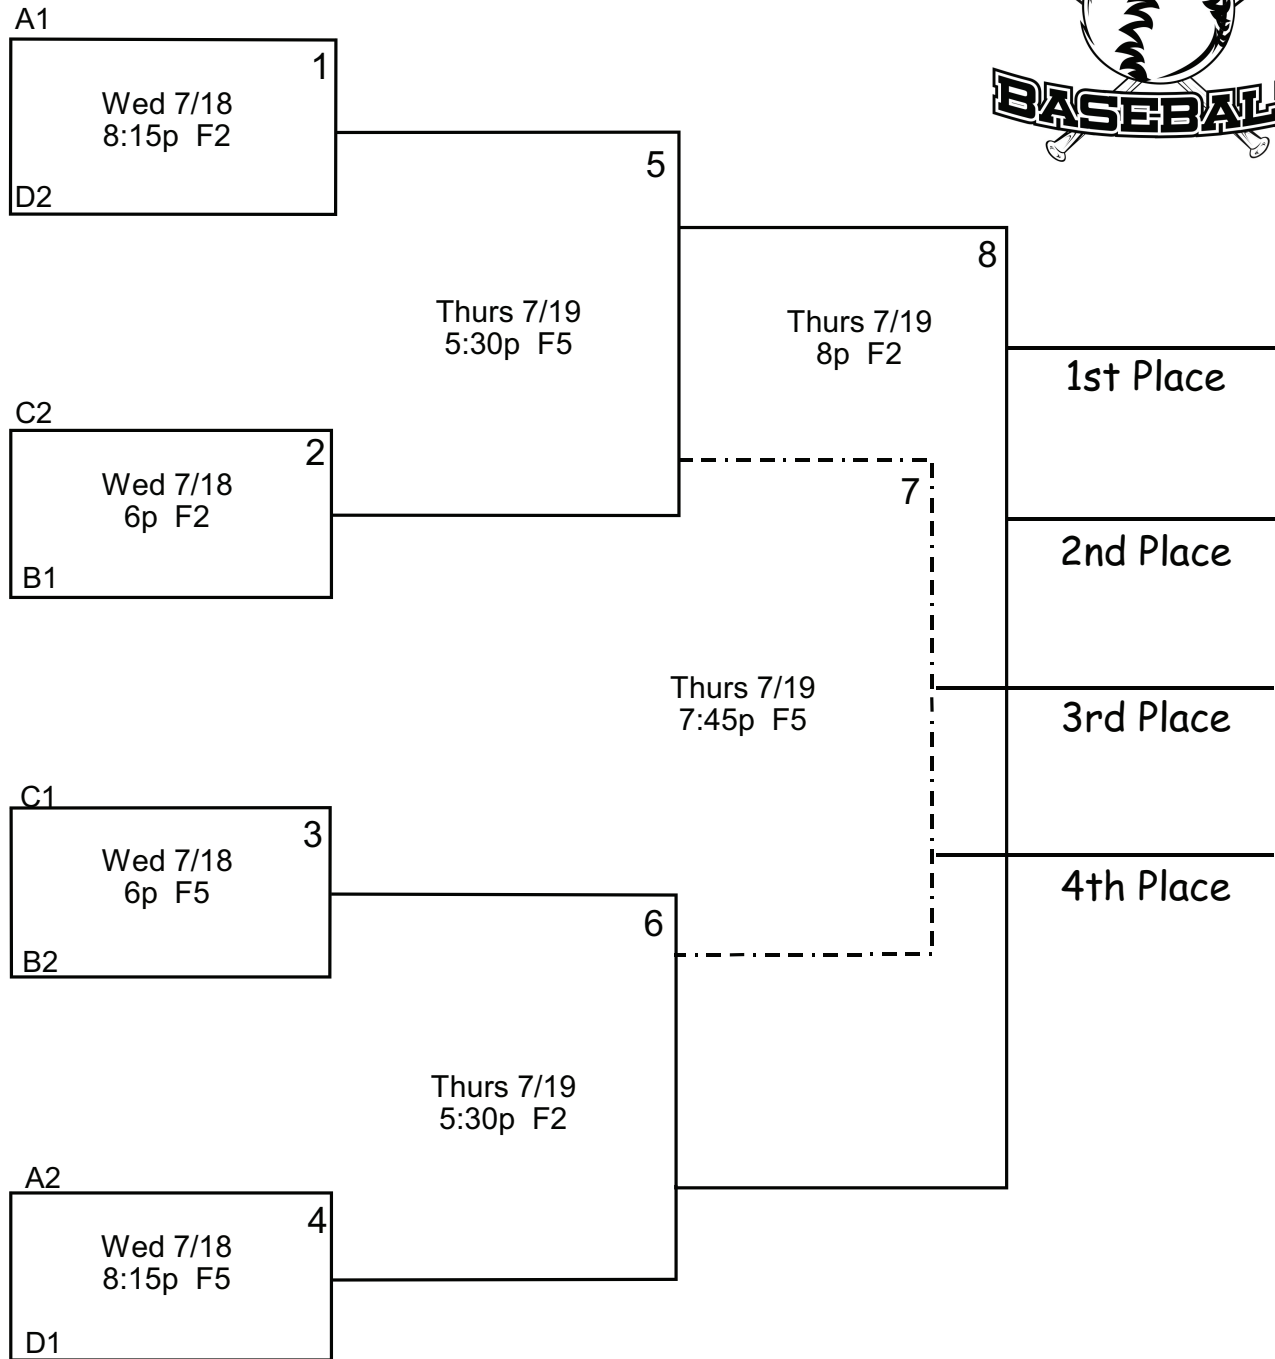 A1
1
Wed 7/18
8:15p F2
D2
5
Thurs 7/19
5:30p F5
C2
2
Wed 7/18
6p F2
B1
8
Thurs 7/19
8p F2
7
Thurs 7/19
7:45p F5
C1
3
Wed 7/18
6p F5
B2
6
Thurs 7/19
5:30p F2
A2
4
Wed 7/18
8:15p F5
D1
BASEBAL
1st Place
2nd Place
3rd Place
4th Place